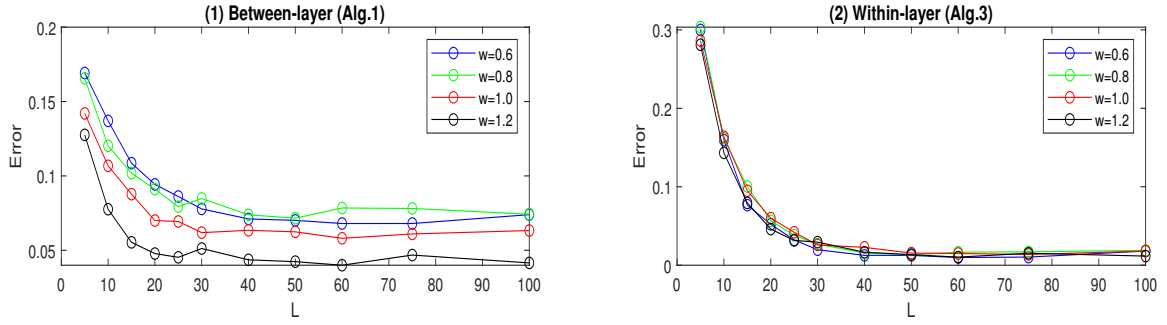 (1) Between-layer (Alg.1)
0.2
0.15
0.1
0.05
Error
w=0.6
w=0.8
w=1.0
w=1.2
0 10 20 30 40 50 60 70 80 90 100
L
(2) Within-layer (Alg.3)
0.3
0.2
0.1
0
Error
w=0.6
w=0.8
w=1.0
w=1.2
0 10 20 30 40 50 60 70 80 90 100
L